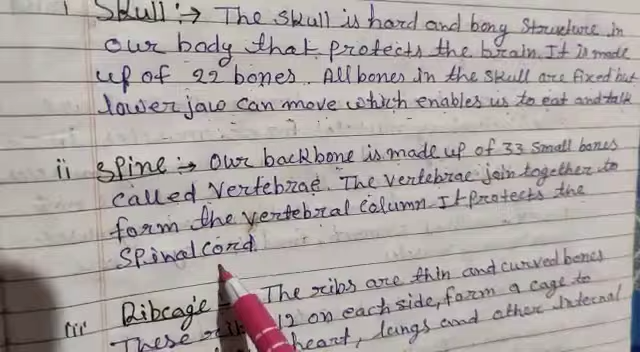 i Skull :→ The skull is hard and bony structure in
our body that protects the brain. It is made
up of 22 bones. All bones in the skull are fixed but
lower jaw can move which enables us to eat and talk
ii Spine :→ Our backbone is made up of 33 small bones
called vertebrae. The vertebrae join together to
form the vertebral column. It protects the
Spinal cord.
iii Ribcage The ribs are thin and curved bones
These 12 on each side, form a cage to
heart, lungs and other internal